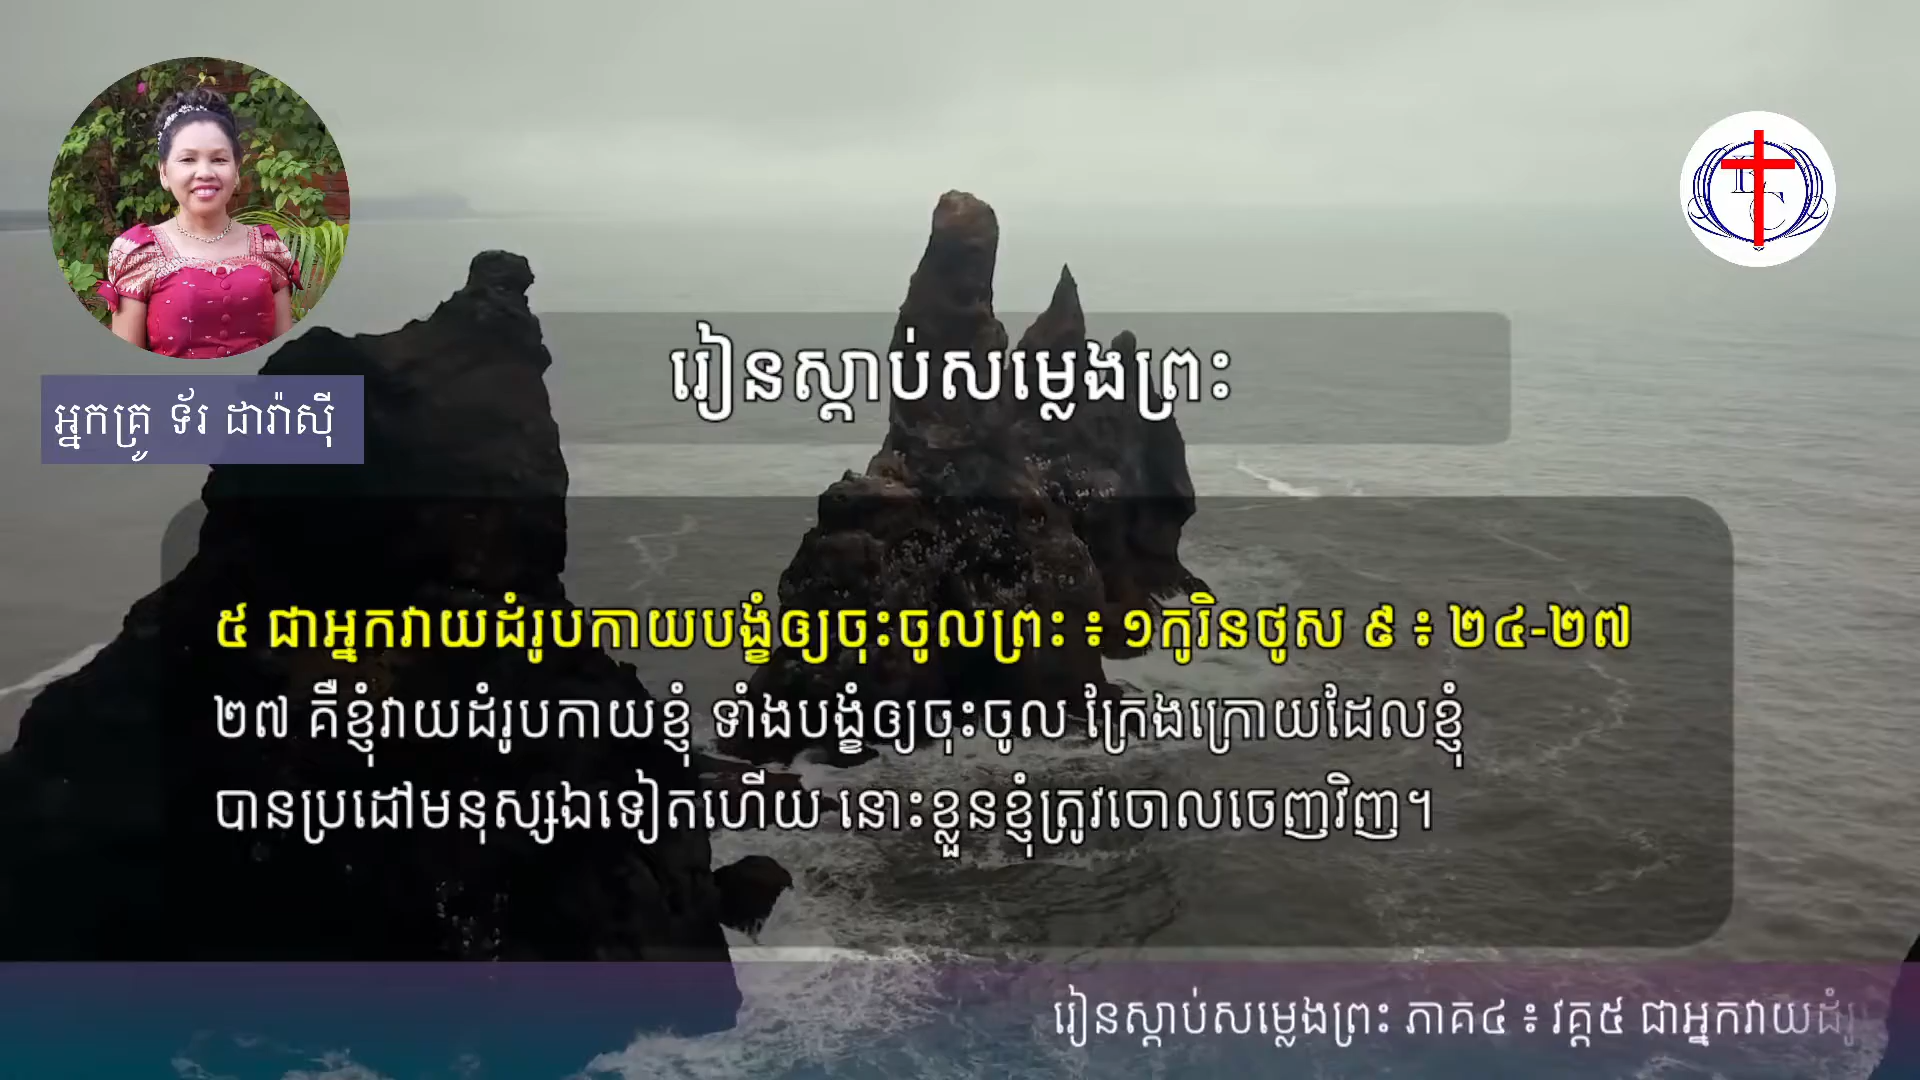 រៀនស្ដាប់សម្លេងព្រះ
អ្នកគ្រូ ទ័រ ដារ៉ាស៊ី
៥ ជាអ្នកវាយដំរូបកាយបង្ខំឲ្យចុះចូលព្រះ ៖ ១កូរិនថូស ៩ ៖ ២៤-២៧
២៧ គឺខ្ញុំវាយដំរូបកាយខ្ញុំ ទាំងបង្ខំឲ្យចុះចូល ក្រែងក្រោយដែលខ្ញុំ
បានប្រដៅមនុស្សឯទៀតហើយ នោះខ្លួនខ្ញុំត្រូវចោលចេញវិញ។
រៀនស្ដាប់សម្លេងព្រះ ភាគ៤ ៖ វគ្គ៥ ជាអ្នកវាយដំរូ